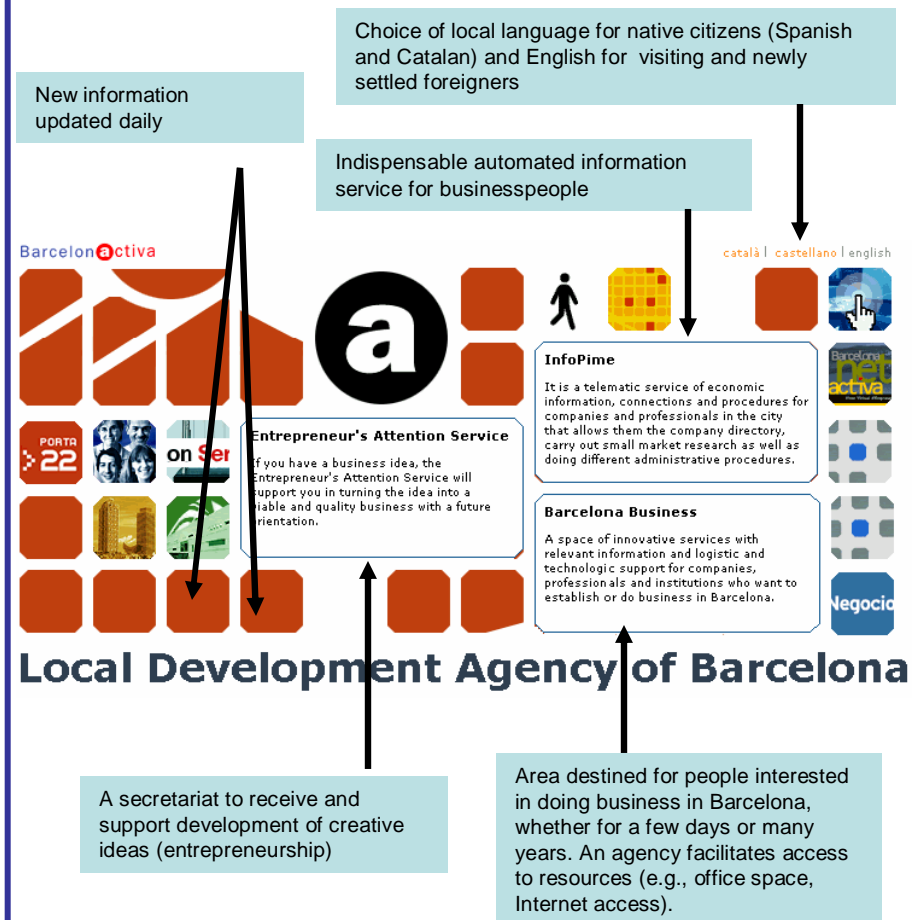 Choice of local language for native citizens (Spanish
and Catalan) and English for visiting and newly
settled foreigners
New information
updated daily
Indispensable automated information
service for businesspeople
Barcelonactiva
català | castellano | english
a
InfoPime
It is a telematic service of economic
information, connections and procedures for
companies and professionals in the city
that allows them the company directory,
carry out small market research as well as
doing different administrative procedures.
Barcelona
net
activa
PORTA
> 22
on Ser
Entrepreneur's Attention Service
If you have a business idea, the
Entrepreneur's Attention Service will
support you in turning the idea into a
viable and quality business with a future
orientation.
Barcelona Business
A space of innovative services with
relevant information and logistic and
technologic support for companies,
professionals and institutions who want to
establish or do business in Barcelona.
Negocio
Local Development Agency of Barcelona
A secretariat to receive and
support development of creative
ideas (entrepreneurship)
Area destined for people interested
in doing business in Barcelona,
whether for a few days or many
years. An agency facilitates access
to resources (e.g., office space,
Internet access).